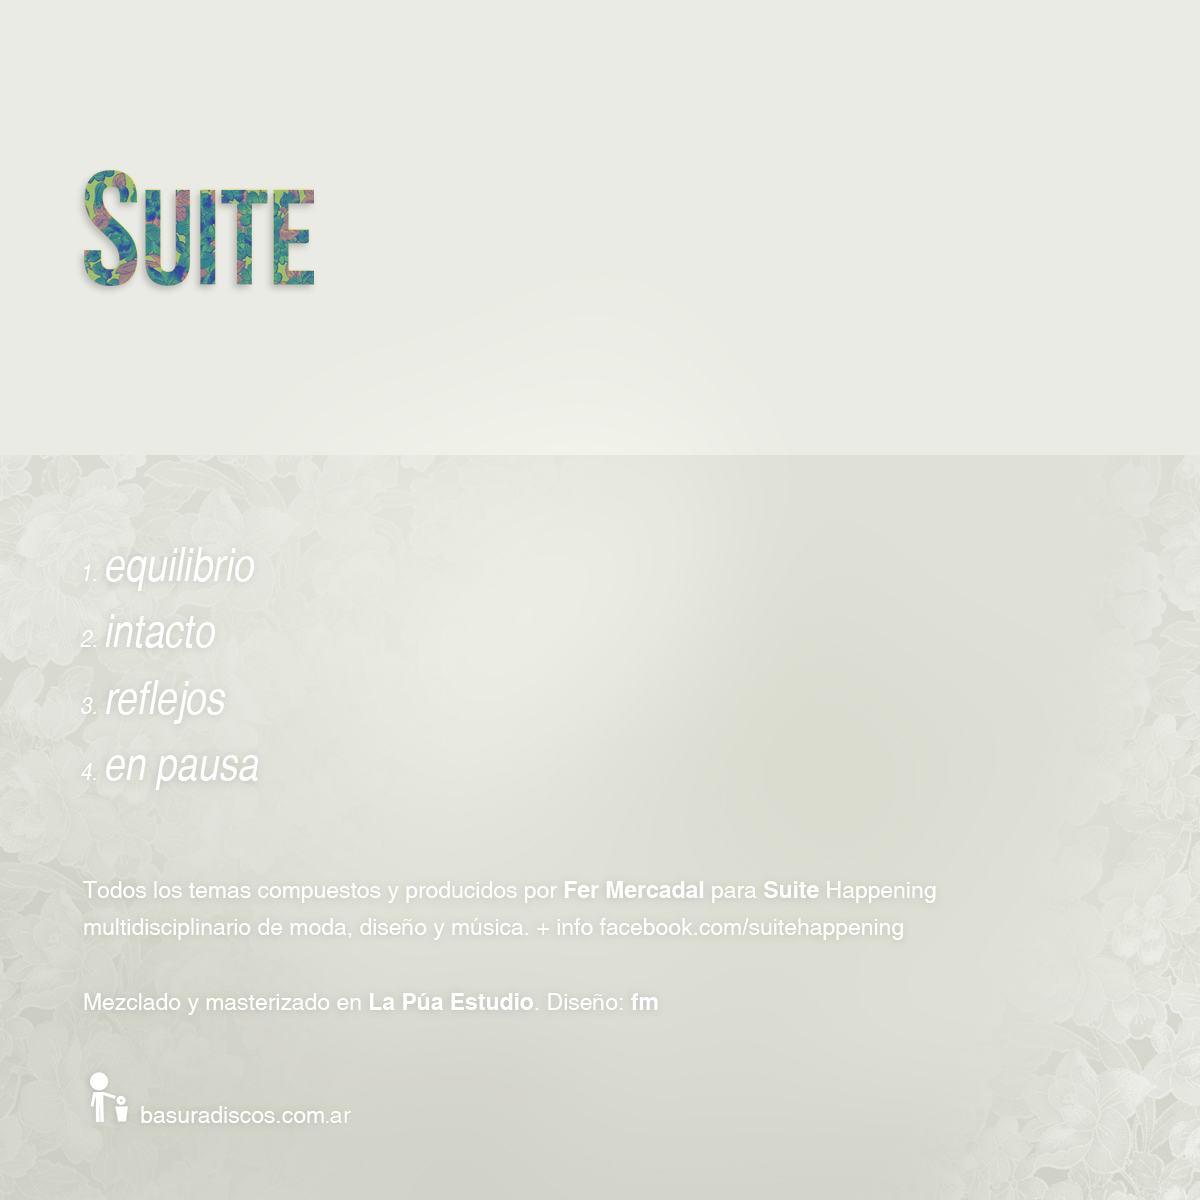 SUITE
1. equilibrio
2. intacto
3. reflejos
4. en pausa
Todos los temas compuestos y producidos por Fer Mercadal para Suite Happening
multidisciplinario de moda, diseño y música. + info facebook.com/suitehappening
Mezclado y masterizado en La Púa Estudio. Diseño: fm
basuradiscos.com.ar